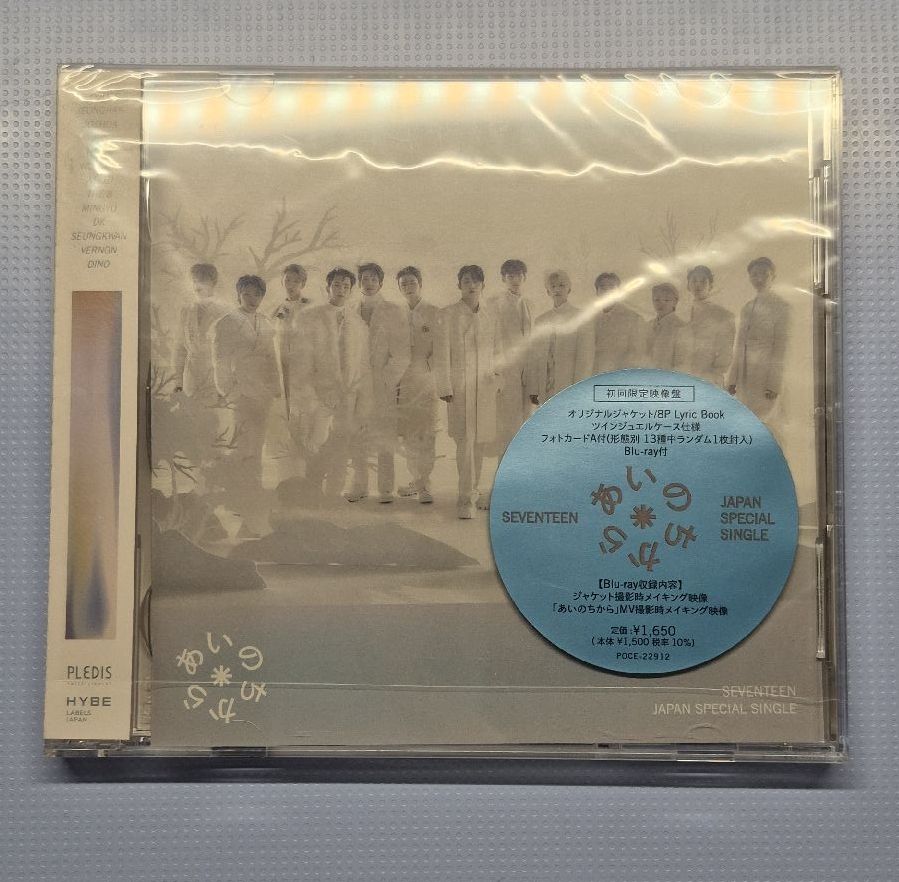 MINGYU
DK
SEUNGKWAN
VERNON
DINO
PLEDIS
HYBE
LABELS
JAPAN
初回限定映像盤
オリジナルジャケット/8P Lyric Book
ツインジュエルケース仕様
フォトカードA付(形態別 13種中ランダム1枚封入)
Blu-ray付
SEVENTEEN
あいのちから
JAPAN
SPECIAL
SINGLE
【Blu-ray収録内容】
ジャケット撮影時メイキング映像
「あいのちから」MV撮影時メイキング映像
定価:¥1,650
(本体 ¥1,500 税率 10%)
POCE-22912
あいのちから
SEVENTEEN
JAPAN SPECIAL SINGLE